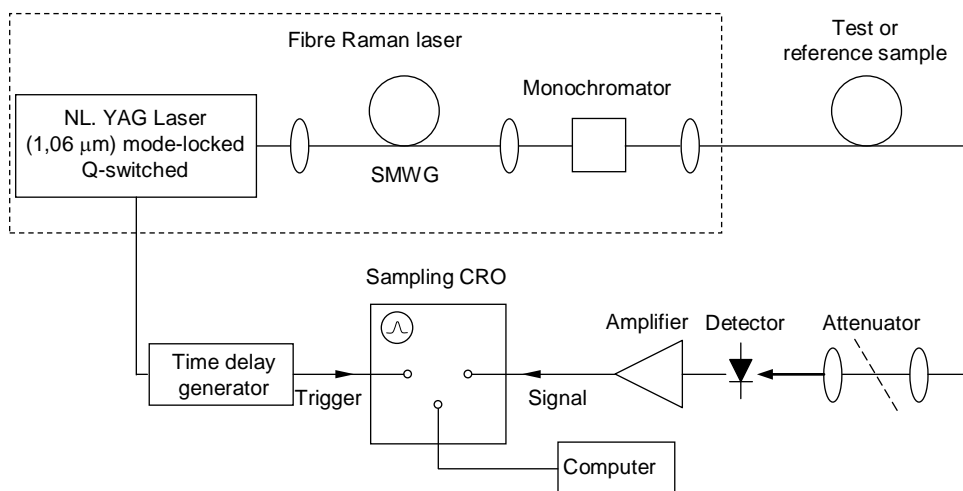 Fibre Raman laser
Test or
reference sample
Monochromator
NL. YAG Laser
(1,06 μm) mode-locked
Q-switched
SMWG
Sampling CRO
Amplifier
Detector
Attenuator
Time delay
generator
Trigger
Signal
Computer